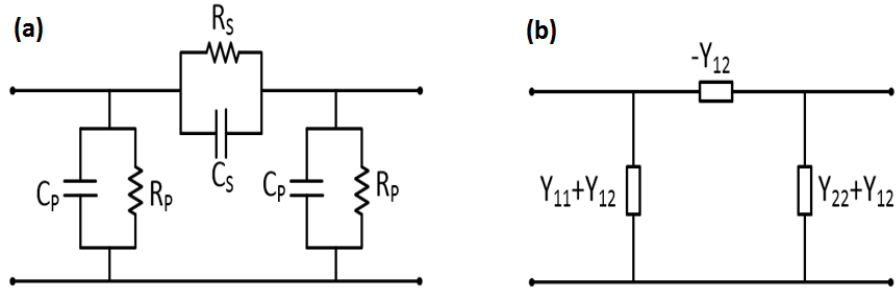 (a)
R_S
C_S
C_P
R_P
C_P
R_P
(b)
-Y_12
Y_11+Y_12
Y_22+Y_12